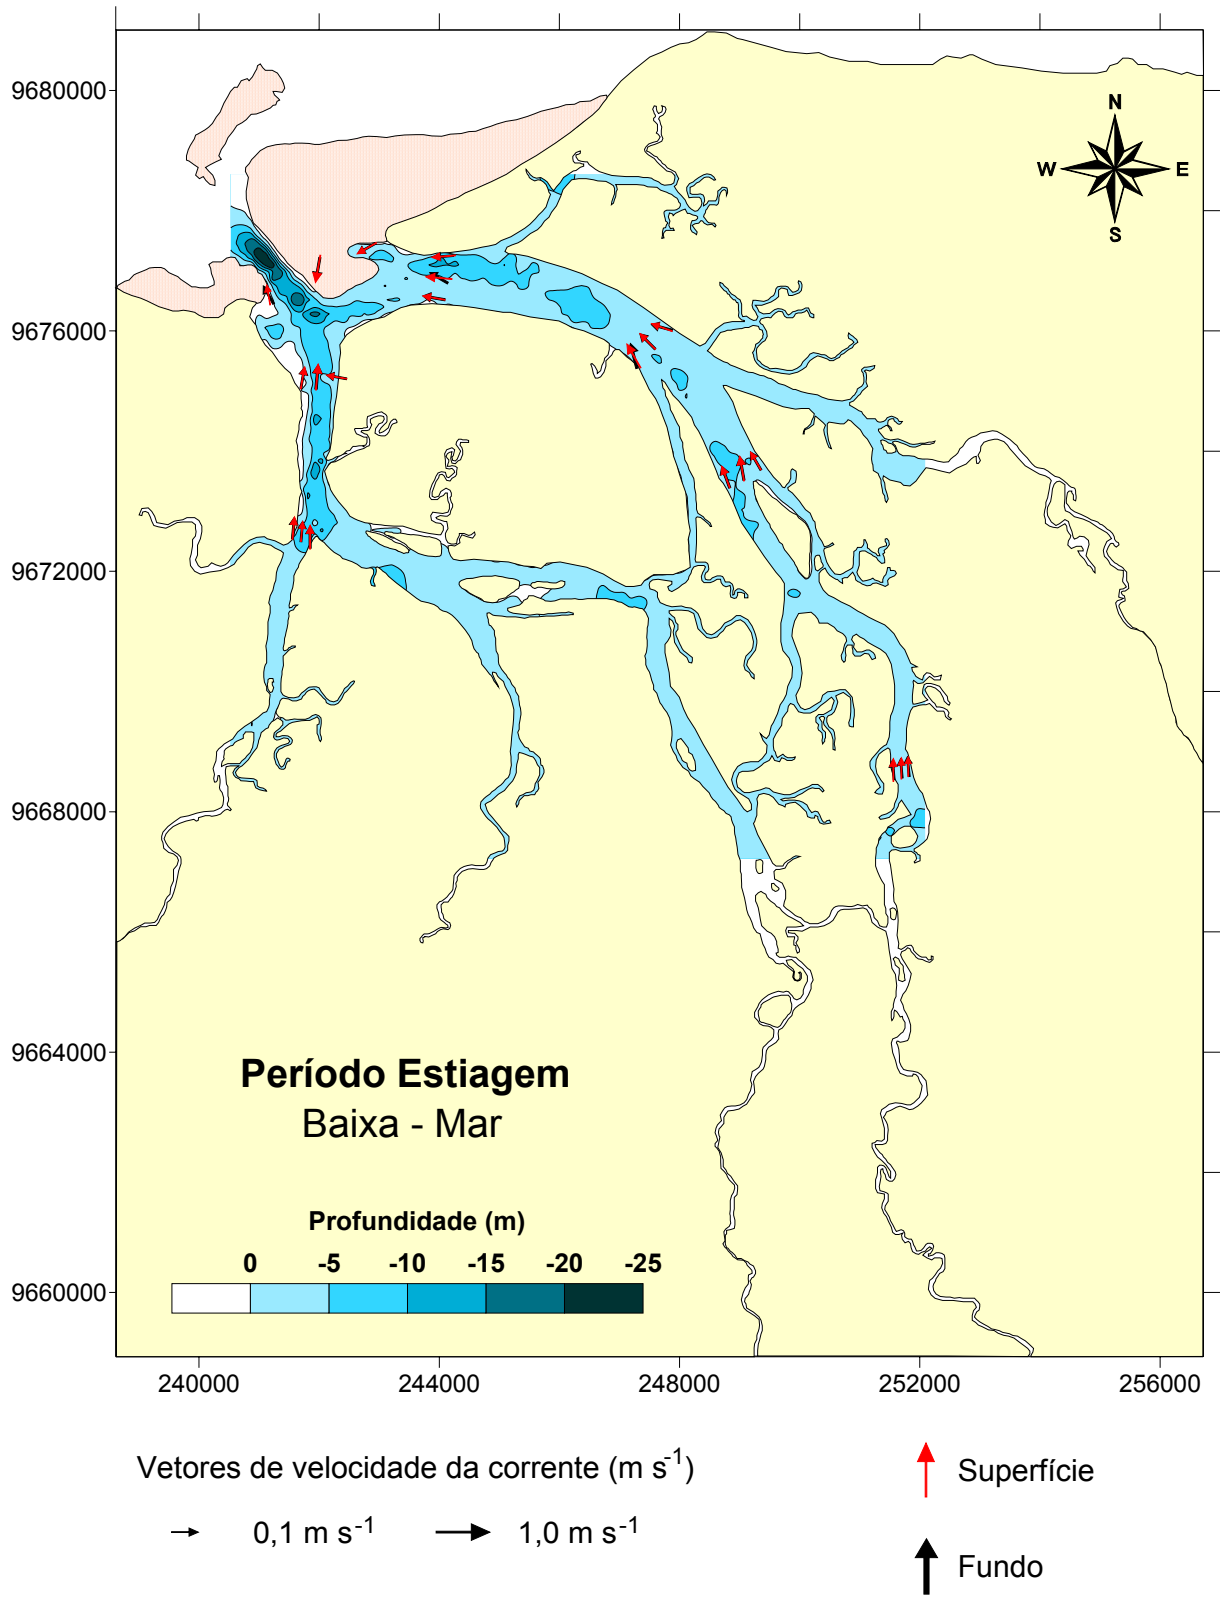 9680000
9676000
9672000
9668000
9664000
9660000
N
W
E
S
Período Estiagem
Baixa - Mar
Profundidade (m)
0 -5 -10 -15 -20 -25
240000 244000 248000 252000 256000
Vetores de velocidade da corrente (m s⁻¹)
0,1 m s⁻¹ 1,0 m s⁻¹
Superfície
Fundo